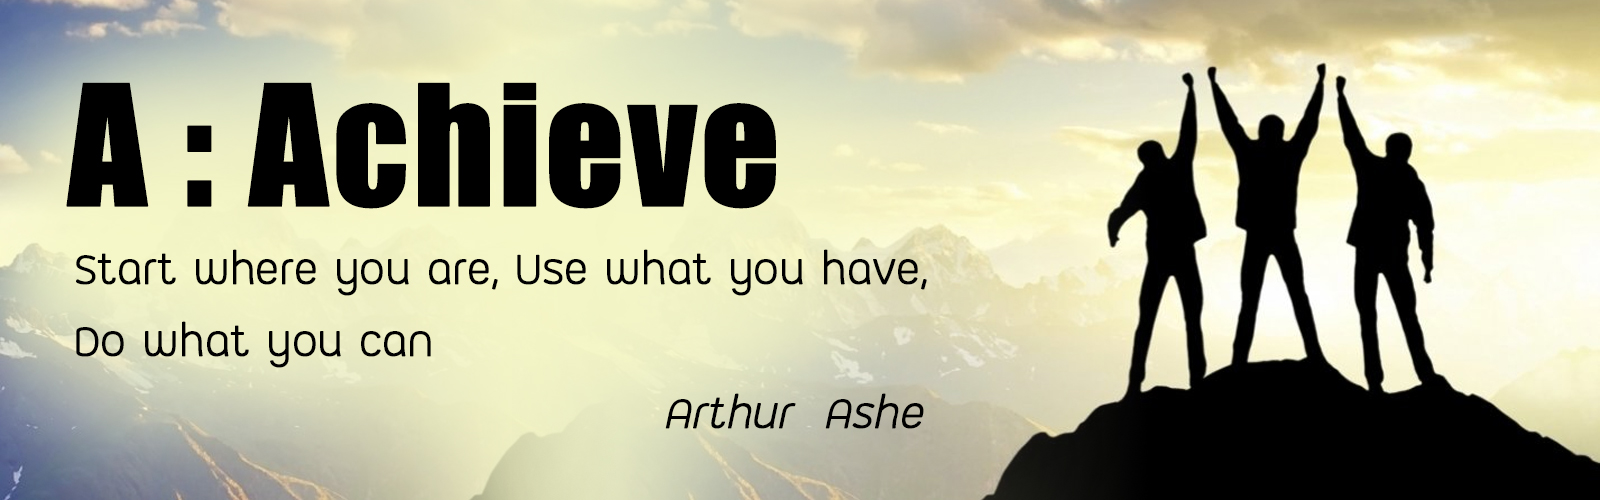 A : Achieve
Start where you are, Use what you have,
Do what you can
Arthur Ashe